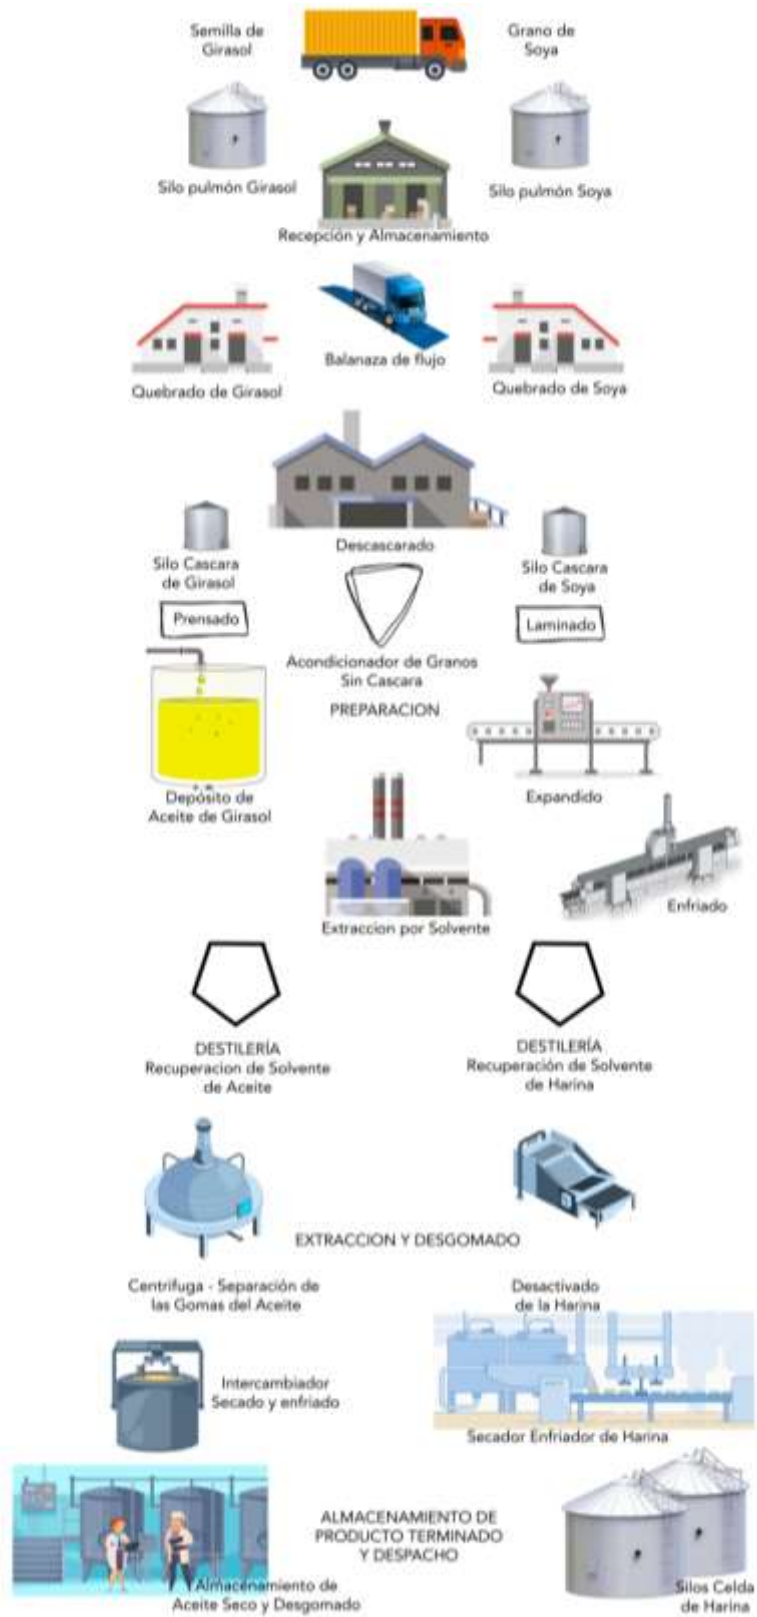 Semilla de
Girasol
Grano de
Soya
Silo pulmón Girasol
Silo pulmón Soya
Recepción y Almacenamiento
Balanaza de flujo
Quebrado de Girasol
Quebrado de Soya
Descascarado
Silo Cascara
de Girasol
Silo Cascara
de Soya
Prensado
Laminado
Acondicionador de Granos
Sin Cascara
PREPARACION
Depósito de
Aceite de Girasol
Expandido
Enfriado
Extraccion por Solvente
DESTILERÍA
Recuperacion de Solvente
de Aceite
DESTILERÍA
Recuperación de Solvente
de Harina
EXTRACCION Y DESGOMADO
Centrifuga - Separación de
las Gomas del Aceite
Desactivado
de la Harina
Intercambiador
Secado y enfriado
Secador Enfriador de Harina
ALMACENAMIENTO DE
PRODUCTO TERMINADO
Y DESPACHO
Almacenamiento de
Aceite Seco y Desgomado
Silos Celda
de Harina